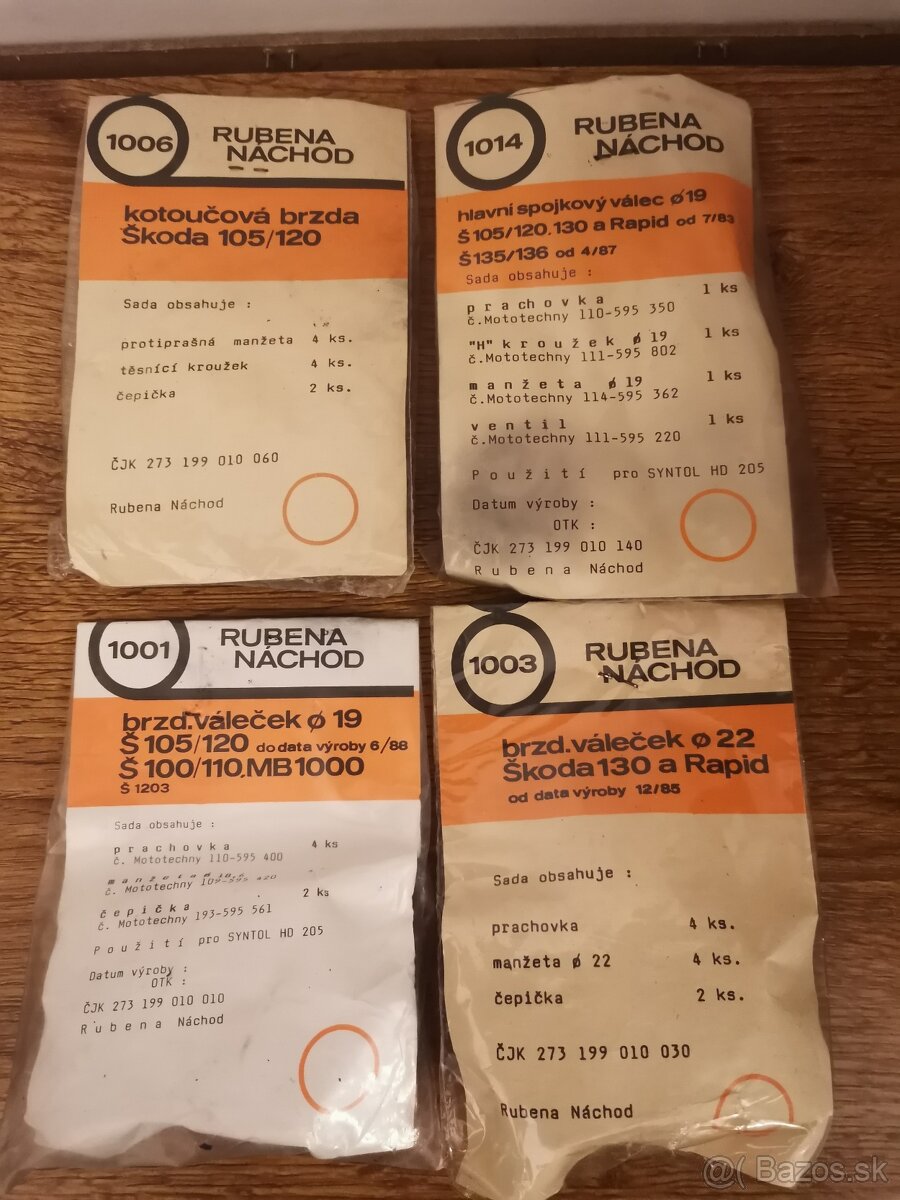 1006
RUBENA
NÁCHOD
kotoučová brzda
Škoda 105/120
Sada obsahuje :
protiprašná manžeta 4 ks.
těsnící kroužek 4 ks.
čepička 2 ks.
ČJK 273 199 010 060
Rubena Náchod
1014
RUBENA
NÁCHOD
hlavní spojkový válec ø19
Š105/120.130 a Rapid od 7/83
Š135/136 od 4/87
Sada obsahuje :
prachovka 1 ks
č.Mototechny 110-595 350
"H" kroužek ø 19 1 ks
č.Mototechny 111-595 802
manžeta ø19 1 ks
č.Mototechny 114-595 362
ventil 1 ks
č.Mototechny 111-595 220
Použití pro SYNTOL HD 205
Datum výroby :
OTK :
ČJK 273 199 010 140
Rubena Náchod
1001
RUBENA
NÁCHOD
brzd.váleček ø 19
Š 105/120 do data výroby 6/88
Š 100/110.MB1000
Š 1203
Sada obsahuje :
prachovka 4 ks
č. Mototechny 110-595 400
manžeta
č. Mototechny 109-595 420
čepička 2 ks
č. Mototechny 193-595 561
Použití pro SYNTOL HD 205
Datum výroby :
OTK :
ČJK 273 199 010 010
Rubena Náchod
1003
RUBENA
NÁCHOD
brzd.váleček ø 22
Škoda 130 a Rapid
od data výroby 12/85
Sada obsahuje :
prachovka 4 ks.
manžeta ø 22 4 ks.
čepička 2 ks.
ČJK 273 199 010 030
Rubena Náchod
Bazos.sk